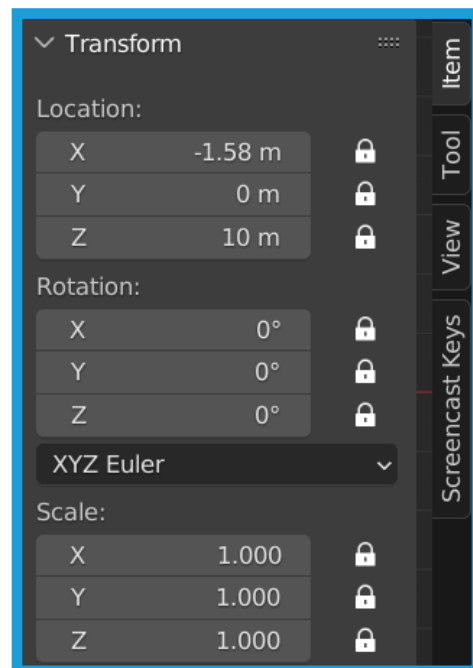 Transform
Location:
X -1.58 m
Y 0 m
Z 10 m
Rotation:
X 0°
Y 0°
Z 0°
XYZ Euler
Scale:
X 1.000
Y 1.000
Z 1.000
Item
Tool
View
Screencast Keys